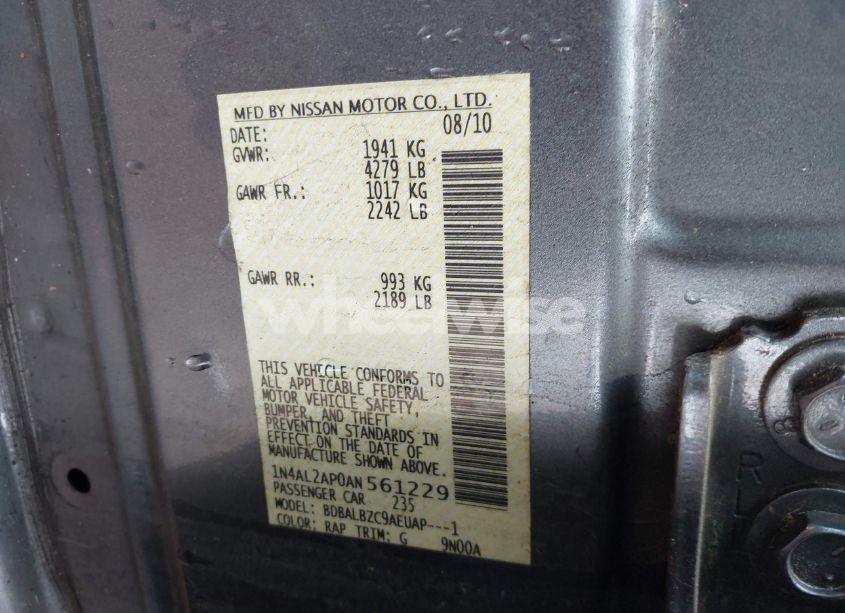 MFD BY NISSAN MOTOR CO., LTD.
DATE: 08/10
GVWR: 1941 KG
4279 LB
GAWR FR.: 1017 KG
2242 LB
GAWR RR.: 993 KG
2189 LB
wheelwise
THIS VEHICLE CONFORMS TO
ALL APPLICABLE FEDERAL
MOTOR VEHICLE SAFETY,
BUMPER, AND THEFT
PREVENTION STANDARDS IN
EFFECT ON THE DATE OF
MANUFACTURE SHOWN ABOVE.
1N4AL2AP0AN 561229
PASSENGER CAR 235
MODEL: BDBALBZC9AEUAP---1
COLOR: RAP TRIM: G 9N00A
8
R L